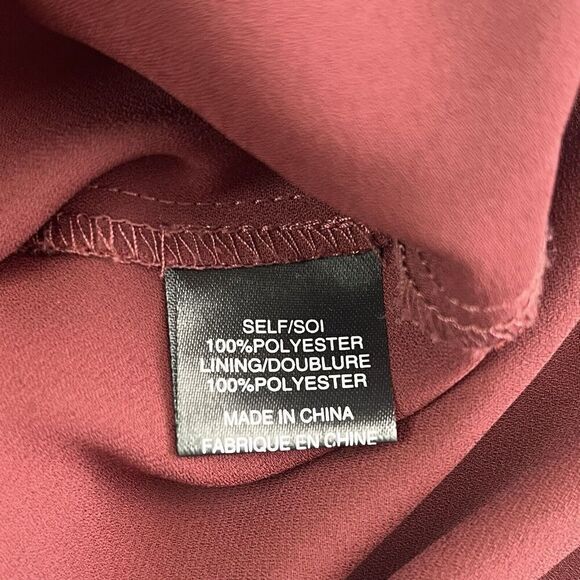 SELF/SOI
100%POLYESTER
LINING/DOUBLURE
100%POLYESTER
MADE IN CHINA
FABRIQUE EN CHINE